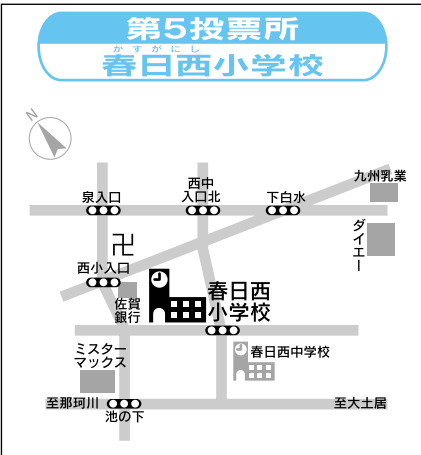 第5投票所
かすがにし
春日西小学校
N
九州乳業
泉入口
西中
入口北
下白水
ダイエー
卍
西小入口
佐賀
銀行
春日西
小学校
ミスター
マックス
春日西中学校
至那珂川
池の下
至大土居